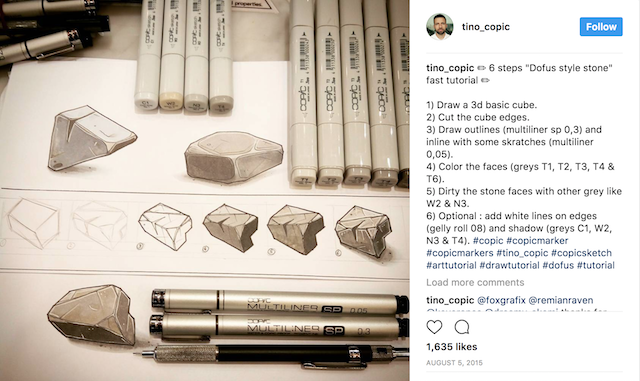 properties.
COPIC
COPIC
COPIC
COPIC
COPIC
COPIC
COPIC
COPIC
COPIC
COPIC
MULTILINER SP 0.05
COPIC
MULTILINER SP 0.3
tino_copic
Follow
tino_copic ✏ 6 steps "Dofus style stone"
fast tutorial ✏
1) Draw a 3d basic cube.
2) Cut the cube edges.
3) Draw outlines (multiliner sp 0,3) and
inline with some skratches (multiliner
0,05).
4) Color the faces (greys T1, T2, T3, T4 &
T6).
5) Dirty the stone faces with other grey like
W2 & N3.
6) Optional : add white lines on edges
(gelly roll 08) and shadow (greys C1, W2,
N3 & T4). #copic #copicmarker
#copicmarkers #tino_copic #copicsketch
#arttutorial #drawtutorial #dofus #tutorial
Load more comments
tino_copic @foxgrafix @remianraven
1,635 likes
AUGUST 5, 2015